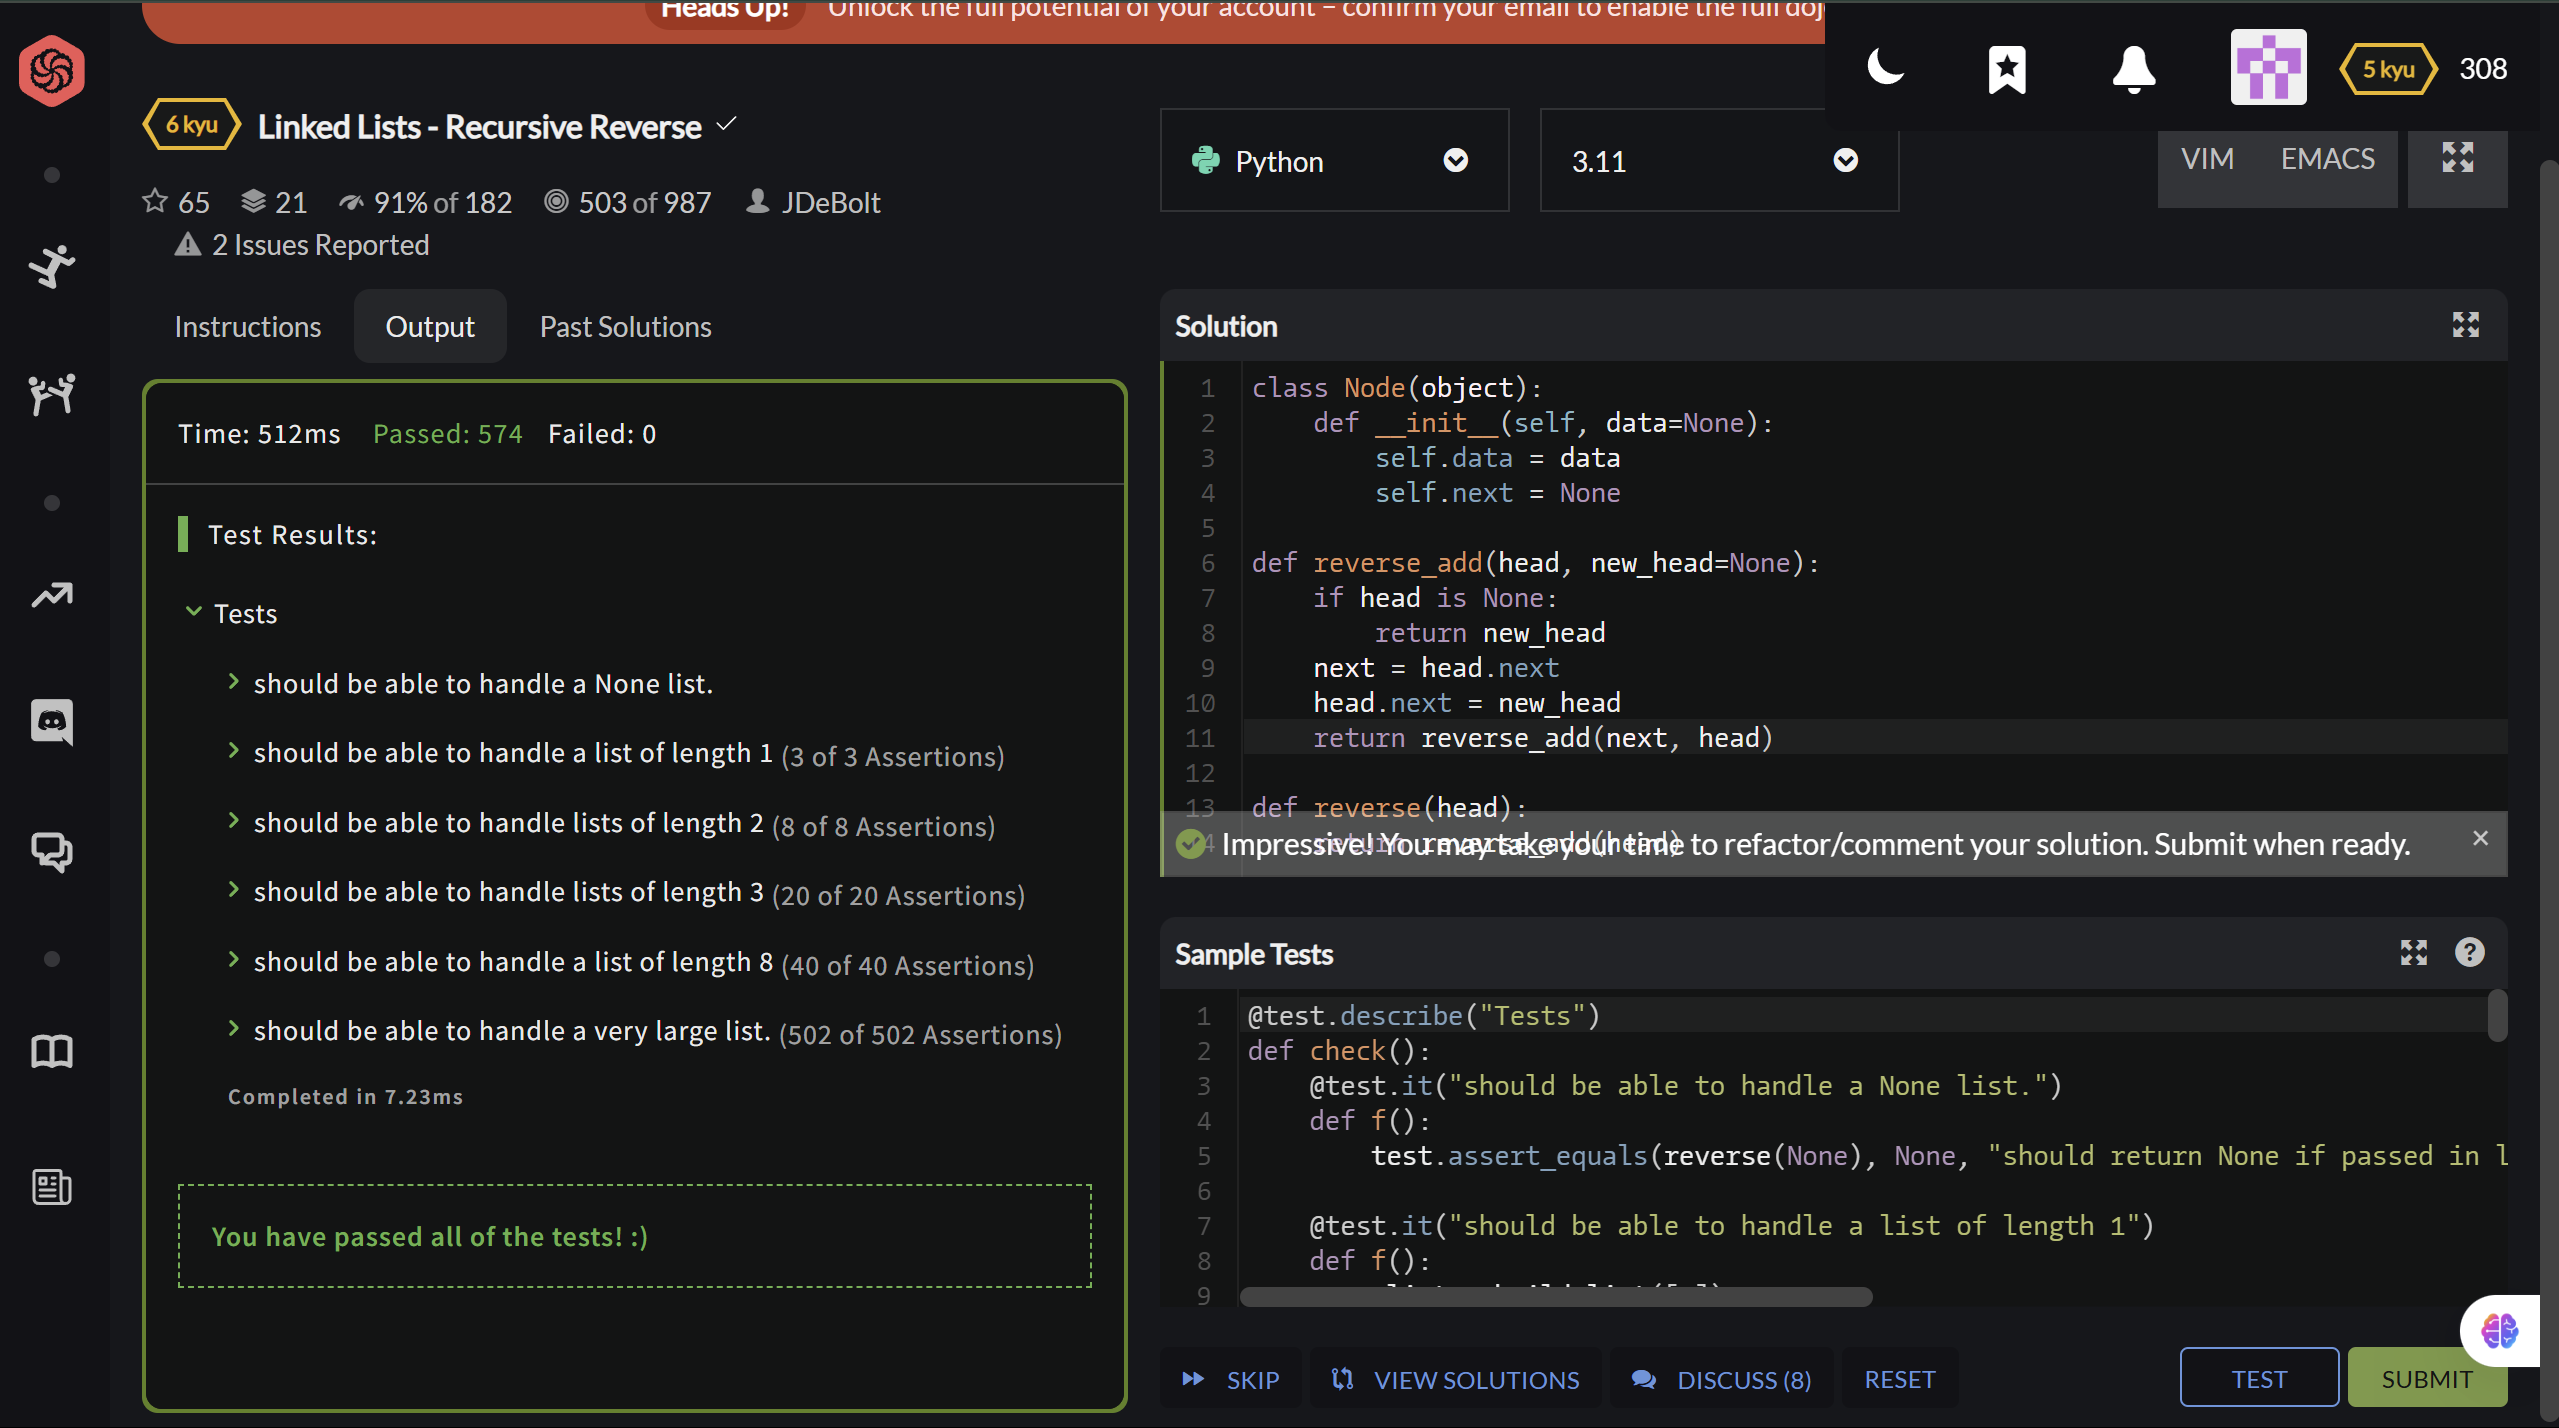 Heads Up! Unlock the full potential of your account – confirm your email to enable the full
5 kyu 308
6 kyu Linked Lists - Recursive Reverse
65 21 91% of 182 503 of 987 JDeBolt
2 Issues Reported
Python
3.11
VIM EMACS
Instructions Output Past Solutions
Time: 512ms Passed: 574 Failed: 0
Test Results:
Tests
should be able to handle a None list.
should be able to handle a list of length 1 (3 of 3 Assertions)
should be able to handle lists of length 2 (8 of 8 Assertions)
should be able to handle lists of length 3 (20 of 20 Assertions)
should be able to handle a list of length 8 (40 of 40 Assertions)
should be able to handle a very large list. (502 of 502 Assertions)
Completed in 7.23ms
You have passed all of the tests! :)
Solution
1 class Node(object):
2     def __init__(self, data=None):
3         self.data = data
4         self.next = None
5
6 def reverse_add(head, new_head=None):
7     if head is None:
8         return new_head
9     next = head.next
10     head.next = new_head
11     return reverse_add(next, head)
12
13 def reverse(head):
14     return reverse_add(head)
Impressive! You may take your time to refactor/comment your solution. Submit when ready.
Sample Tests
1 @test.describe("Tests")
2 def check():
3     @test.it("should be able to handle a None list.")
4     def f():
5         test.assert_equals(reverse(None), None, "should return None if passed in l
6
7     @test.it("should be able to handle a list of length 1")
8     def f():
9
SKIP VIEW SOLUTIONS DISCUSS (8) RESET TEST SUBMIT